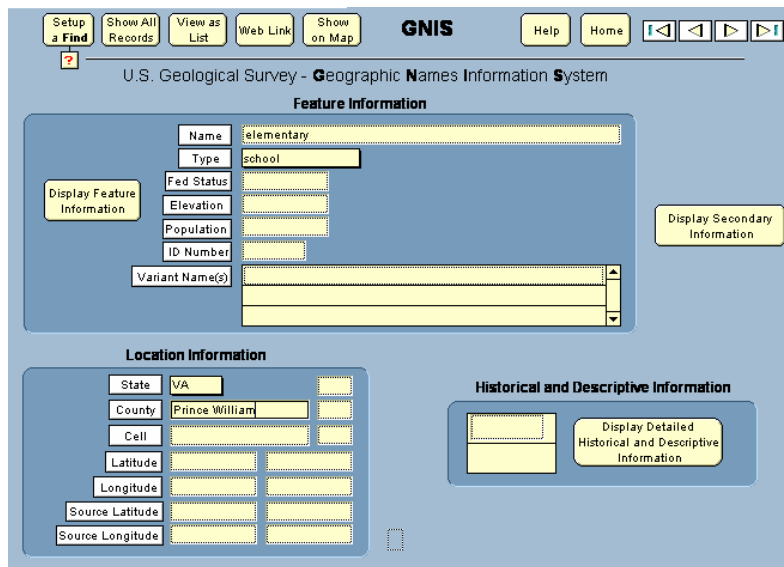 Setup a Find
Show All Records
View as List
Web Link
Show on Map
GNIS
Help
Home
?
U.S. Geological Survey - Geographic Names Information System
Feature Information
Name elementary
Type school
Fed Status
Elevation
Population
ID Number
Variant Name(s)
Display Feature Information
Display Secondary Information
Location Information
State VA
County Prince William
Cell
Latitude
Longitude
Source Latitude
Source Longitude
Historical and Descriptive Information
Display Detailed Historical and Descriptive Information